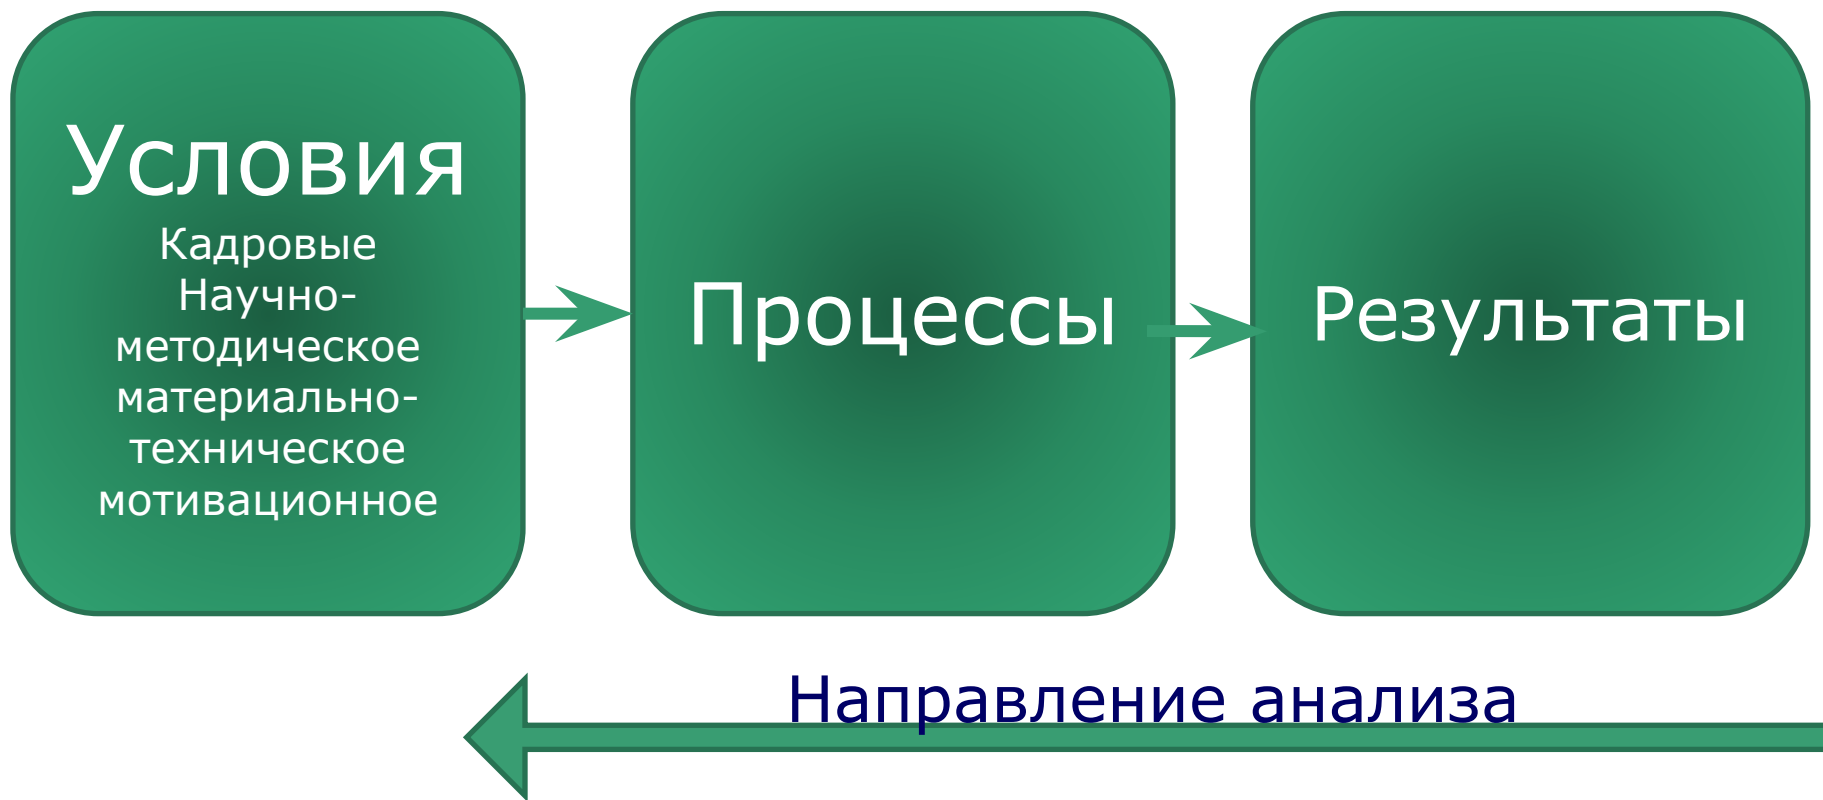 Условия
Кадровые
Научно-
методическое
материально-
техническое
мотивационное
Процессы
Результаты
Направление анализа